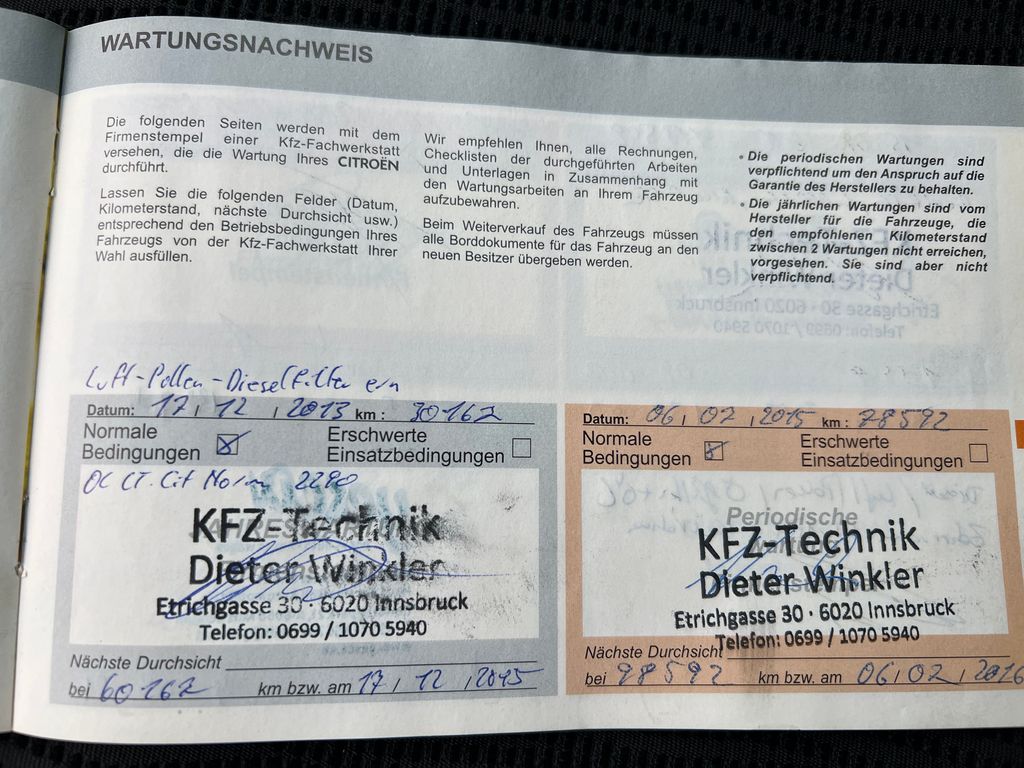 WARTUNGSNACHWEIS
Die folgenden Seiten werden mit dem
Firmenstempel einer Kfz-Fachwerkstatt
versehen, die die Wartung Ihres CITROËN
durchführt.
Lassen Sie die folgenden Felder (Datum,
Kilometerstand, nächste Durchsicht usw.)
entsprechend den Betriebsbedingungen Ihres
Fahrzeugs von der Kfz-Fachwerkstatt Ihrer
Wahl ausfüllen.
Wir empfehlen Ihnen, alle Rechnungen,
Checklisten der durchgeführten Arbeiten
und Unterlagen in Zusammenhang mit
den Wartungsarbeiten an Ihrem Fahrzeug
aufzubewahren.
Beim Weiterverkauf des Fahrzeugs müssen
alle Borddokumente für das Fahrzeug an den
neuen Besitzer übergeben werden.
• Die periodischen Wartungen sind
verpflichtend um den Anspruch auf die
Garantie des Herstellers zu behalten.
• Die jährlichen Wartungen sind vom
Hersteller für die Fahrzeuge, die
den empfohlenen Kilometerstand
zwischen 2 Wartungen nicht erreichen,
vorgesehen. Sie sind aber nicht
verpflichtend.
Luft-Pollen-Dieselfilter ern
Datum: 17, 12, 2013 km: 30162
Normale
Bedingungen
Erschwerte
Einsatzbedingungen
Cit Norm 2290
KFZ-Technik
Dieter Winkler
Etrichgasse 30 · 6020 Innsbruck
Telefon: 0699 / 1070 5940
Nächste Durchsicht
bei 60162 km bzw. am 17, 12, 2015
Datum: 06, 02, 2015 km: 78592
Normale
Bedingungen
Erschwerte
Einsatzbedingungen
Periodische
KFZ-Technik
Dieter Winkler
Etrichgasse 30 · 6020 Innsbruck
Telefon: 0699 / 1070 5940
Nächste Durchsicht
bei 98592 km bzw. am 06, 02, 2016